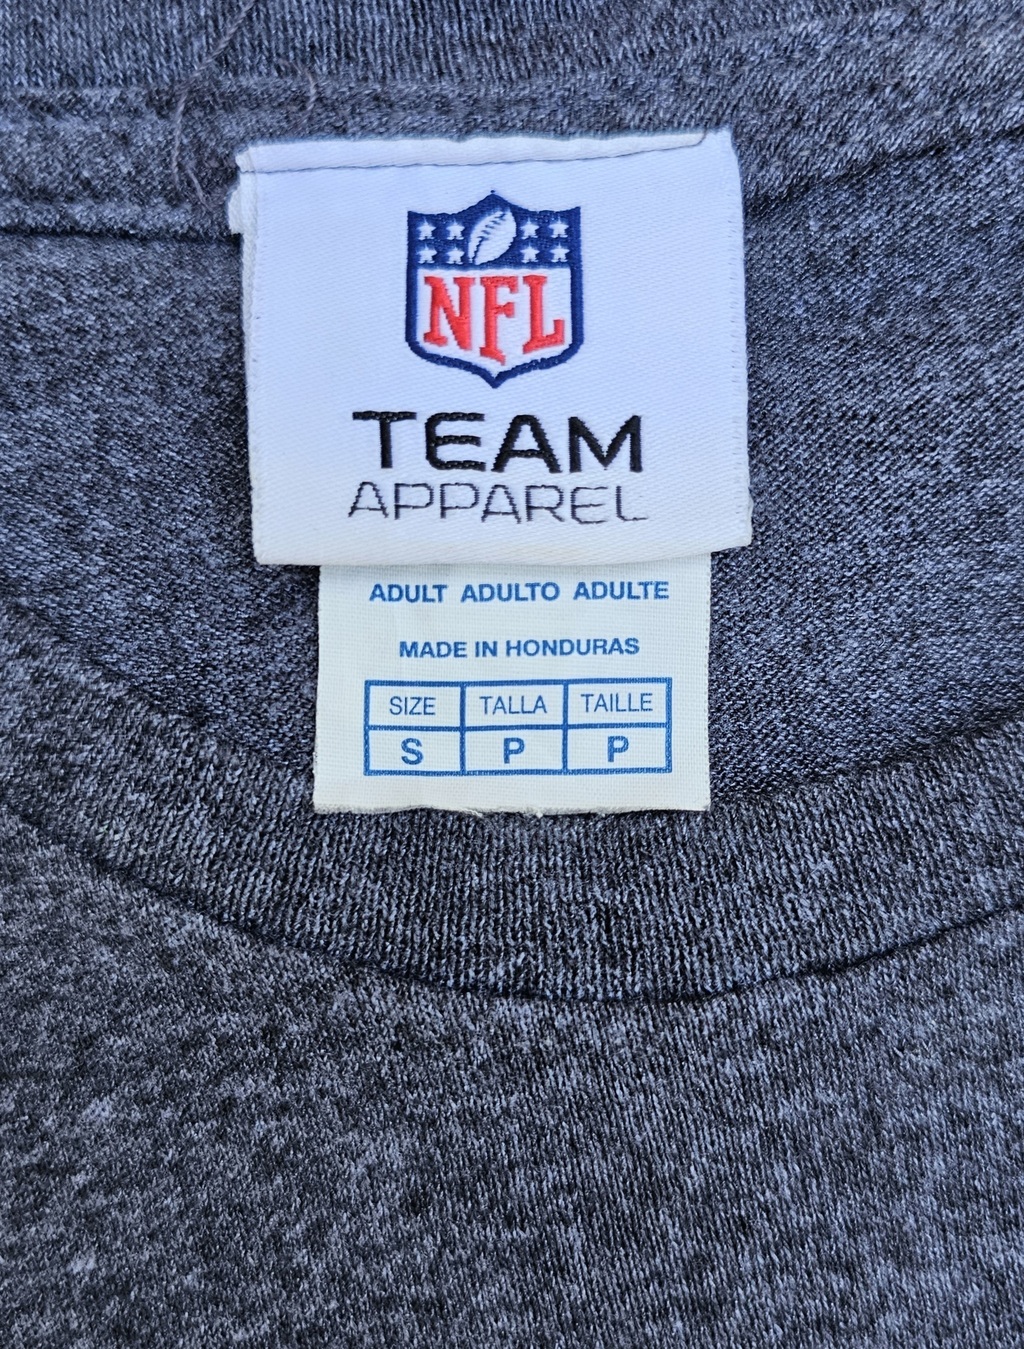 NFL
TEAM
APPAREL
ADULT ADULTO ADULTE
MADE IN HONDURAS
SIZE TALLA TAILLE
S P P